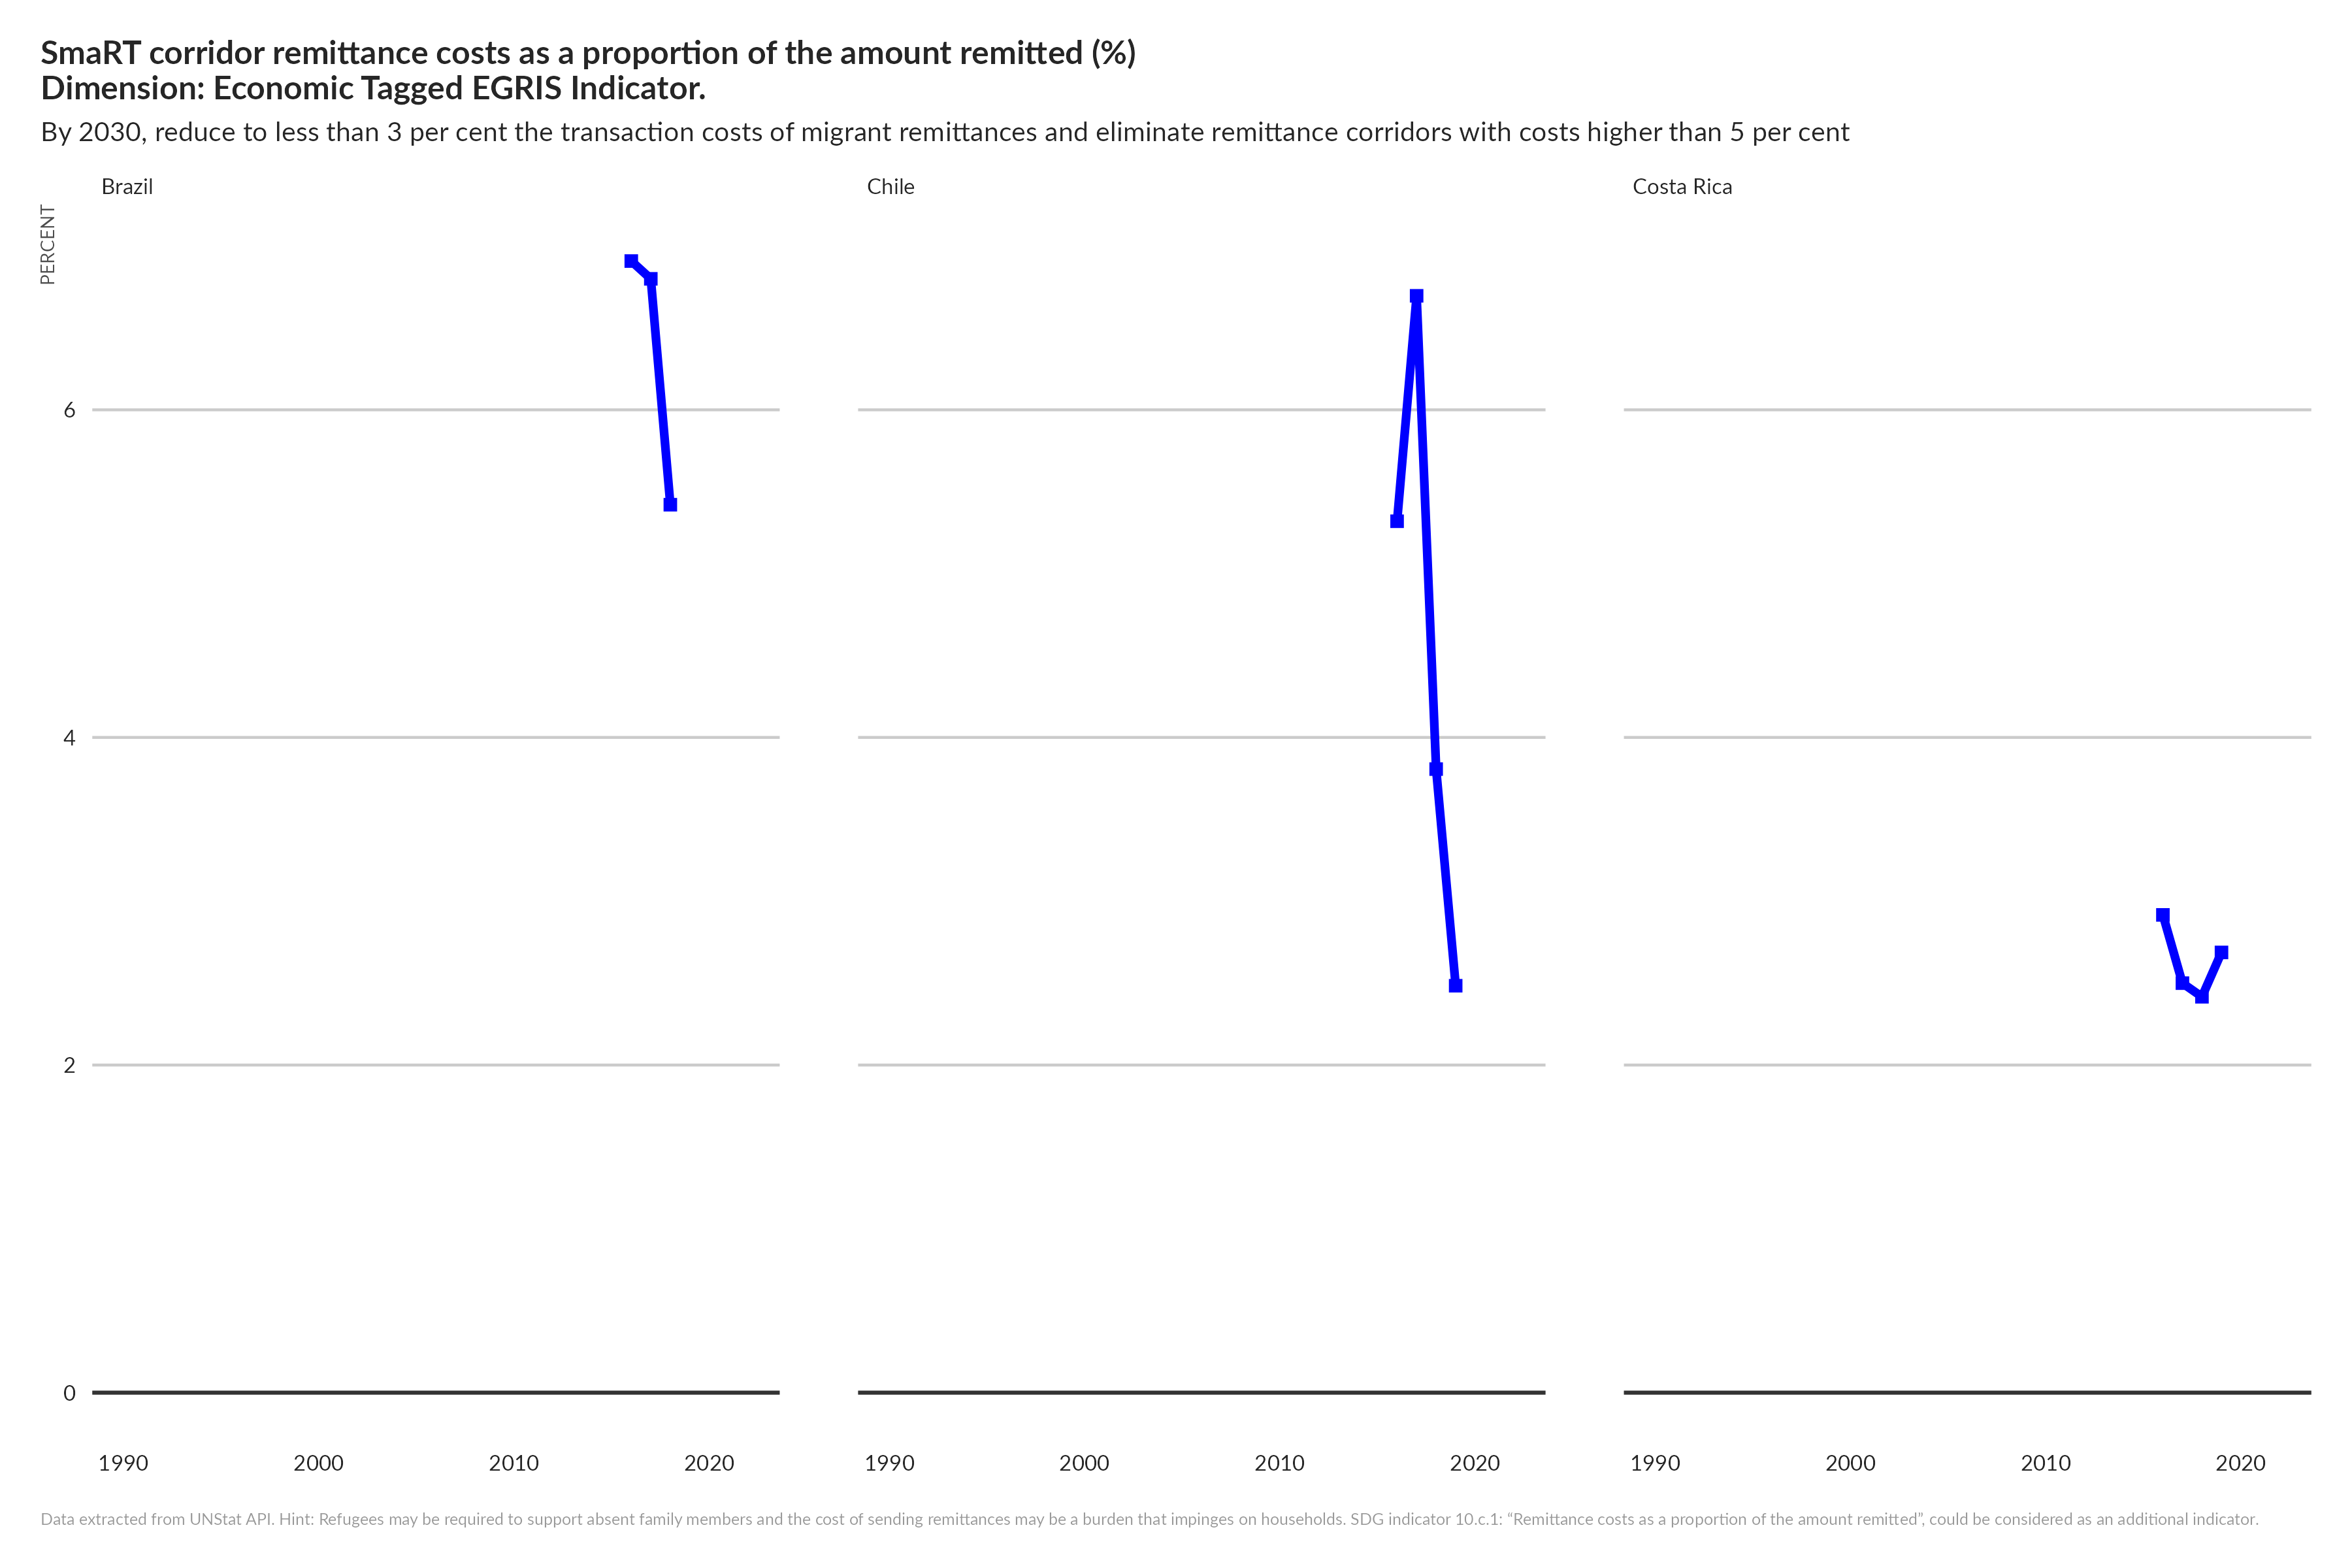 SmaRT corridor remittance costs as a proportion of the amount remitted (%)
Dimension: Economic Tagged EGRIS Indicator.
By 2030, reduce to less than 3 per cent the transaction costs of migrant remittances and eliminate remittance corridors with costs higher than 5 per cent
Brazil
Chile
Costa Rica
PERCENT
6
4
2
0
1990 2000 2010 2020
1990 2000 2010 2020
1990 2000 2010 2020
Data extracted from UNStat API. Hint: Refugees may be required to support absent family members and the cost of sending remittances may be a burden that impinges on households. SDG indicator 10.c.1: “Remittance costs as a proportion of the amount remitted”, could be considered as an additional indicator.